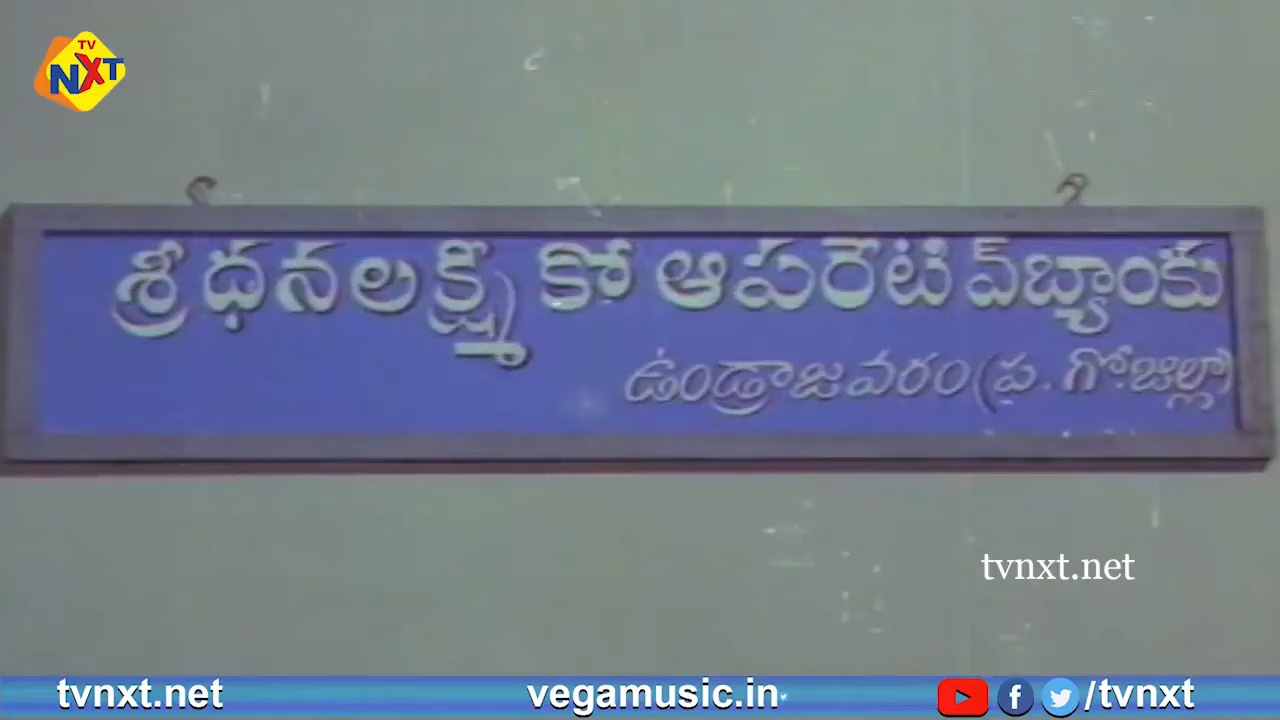 TV
NXT
శ్రీ ధనలక్ష్మి కో ఆపరేటివ్ బ్యాంకు
ఉండ్రాజవరం (ప. గో. జిల్లా)
tvnxt.net
tvnxt.net
vegamusic.in
/tvnxt